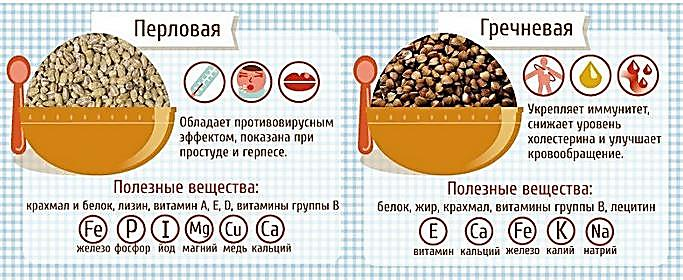 Перловая
Обладает противовирусным
эффектом, показана при
простуде и герпесе.
Полезные вещества:
крахмал и белок, лизин, витамин A, E, D, витамины группы B
Fe P I Mg Cu Ca
железо фосфор йод магний медь кальций
Гречневая
Укрепляет иммунитет,
снижает уровень
холестерина и улучшает
кровообращение.
Полезные вещества:
белок, жир, крахмал, витамины группы B, лецитин
E Ca Fe K Na
витамин кальций железо калий натрий